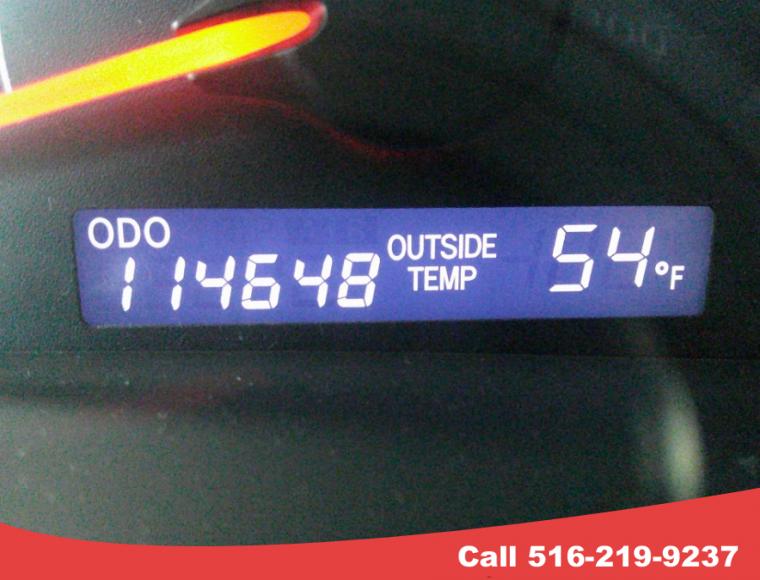 ODO
114648
OUTSIDE
TEMP
54°F
Call 516-219-9237